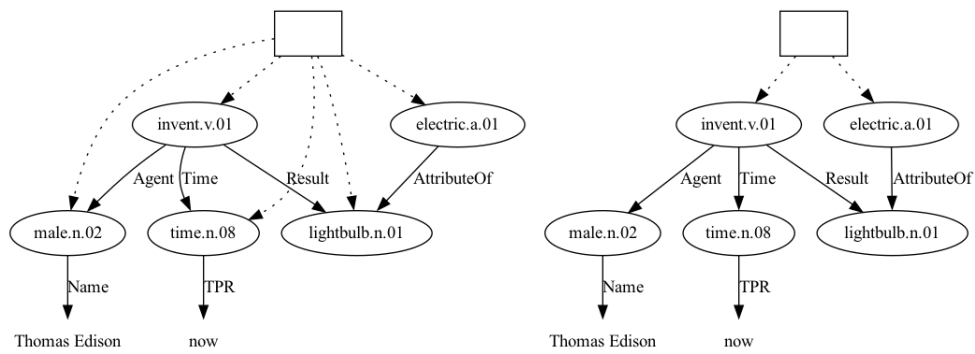 invent.v.01 electric.a.01 invent.v.01 electric.a.01
Agent Time Result AttributeOf Agent Time Result AttributeOf
male.n.02 time.n.08 lightbulb.n.01 male.n.02 time.n.08 lightbulb.n.01
Name TPR Name TPR
Thomas Edison now Thomas Edison now